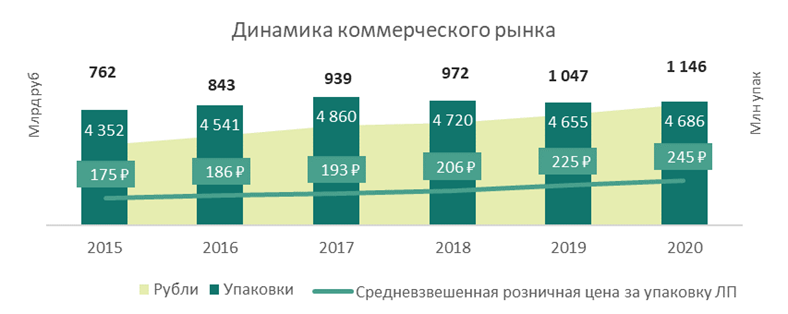 Динамика коммерческого рынка
Млрд руб
Млн упак
762 843 939 972 1 047 1 146
4 352 4 541 4 860 4 720 4 655 4 686
175 ₽ 186 ₽ 193 ₽ 206 ₽ 225 ₽ 245 ₽
2015 2016 2017 2018 2019 2020
Рубли Упаковки Средневзвешенная розничная цена за упаковку ЛП